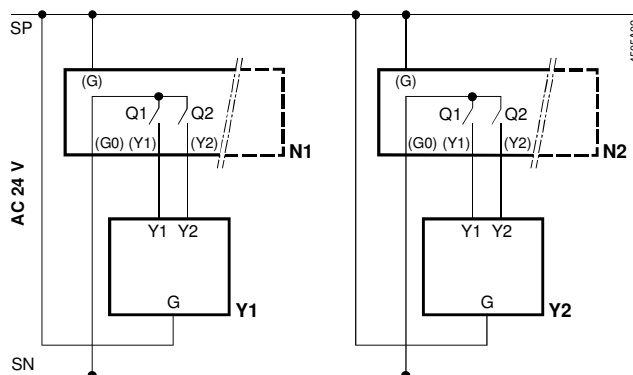 SP
(G)
(G)
Q1 Q2
Q1 Q2
(G0) (Y1) (Y2)
N1
(G0) (Y1) (Y2)
N2
AC 24 V
Y1 Y2
Y1 Y2
G
Y1
G
Y2
SN